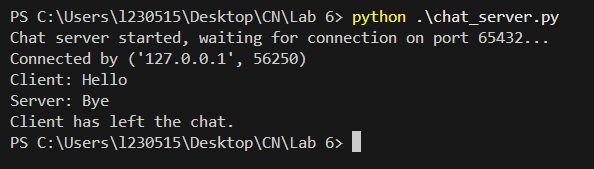 PS C:\Users\l230515\Desktop\CN\Lab 6> python .\chat_server.py
Chat server started, waiting for connection on port 65432...
Connected by ('127.0.0.1', 56250)
Client: Hello
Server: Bye
Client has left the chat.
PS C:\Users\l230515\Desktop\CN\Lab 6>